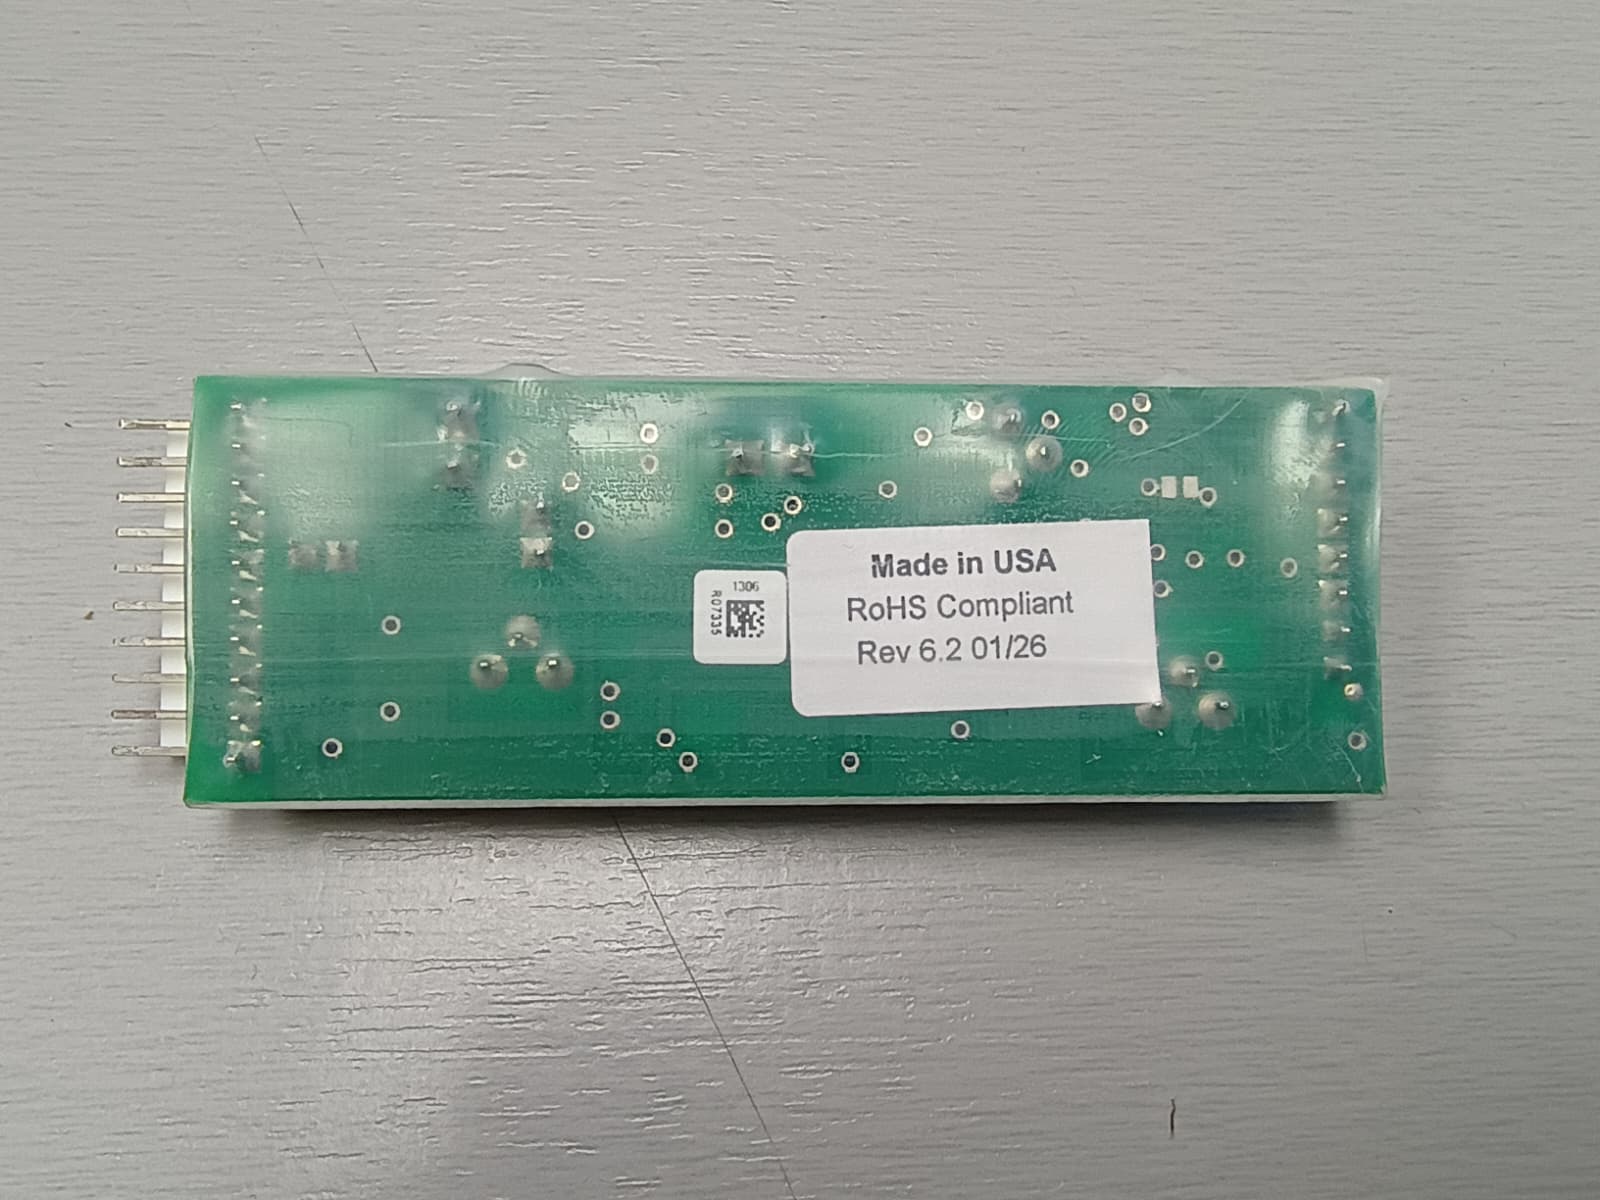 Made in USA
RoHS Compliant
Rev 6.2 01/26
1306
R07335